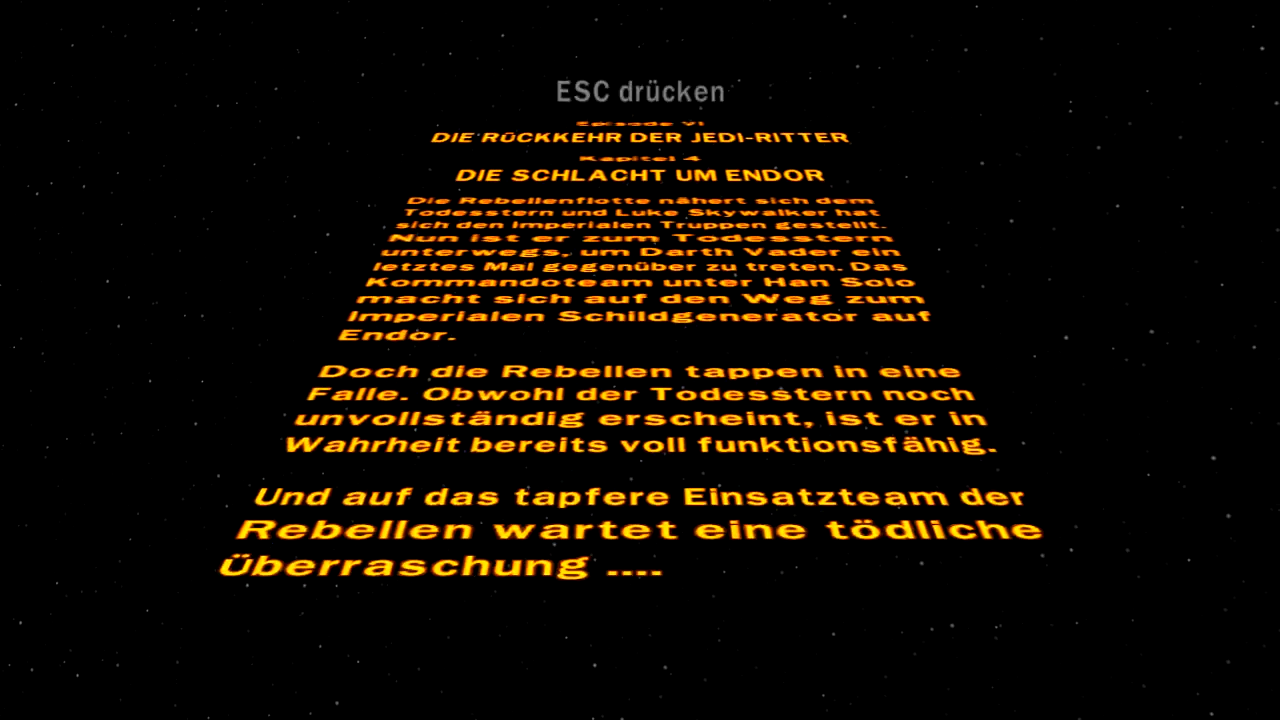 ESC drücken
Episode VI
DIE RüCKKEHR DER JEDI-RITTER
Kapitel 4
DIE SCHLACHT UM ENDOR
Die Rebellenflotte nähert sich dem
Todesstern und Luke Skywalker hat
sich den Imperialen Truppen gestellt.
Nun ist er zum Todesstern
unterwegs, um Darth Vader ein
letztes Mal gegenüber zu treten. Das
Kommandoteam unter Han Solo
macht sich auf den Weg zum
Imperialen Schildgenerator auf
Endor.
Doch die Rebellen tappen in eine
Falle. Obwohl der Todesstern noch
unvollständig erscheint, ist er in
Wahrheit bereits voll funktionsfähig.
Und auf das tapfere Einsatzteam der
Rebellen wartet eine tödliche
Überraschung ....